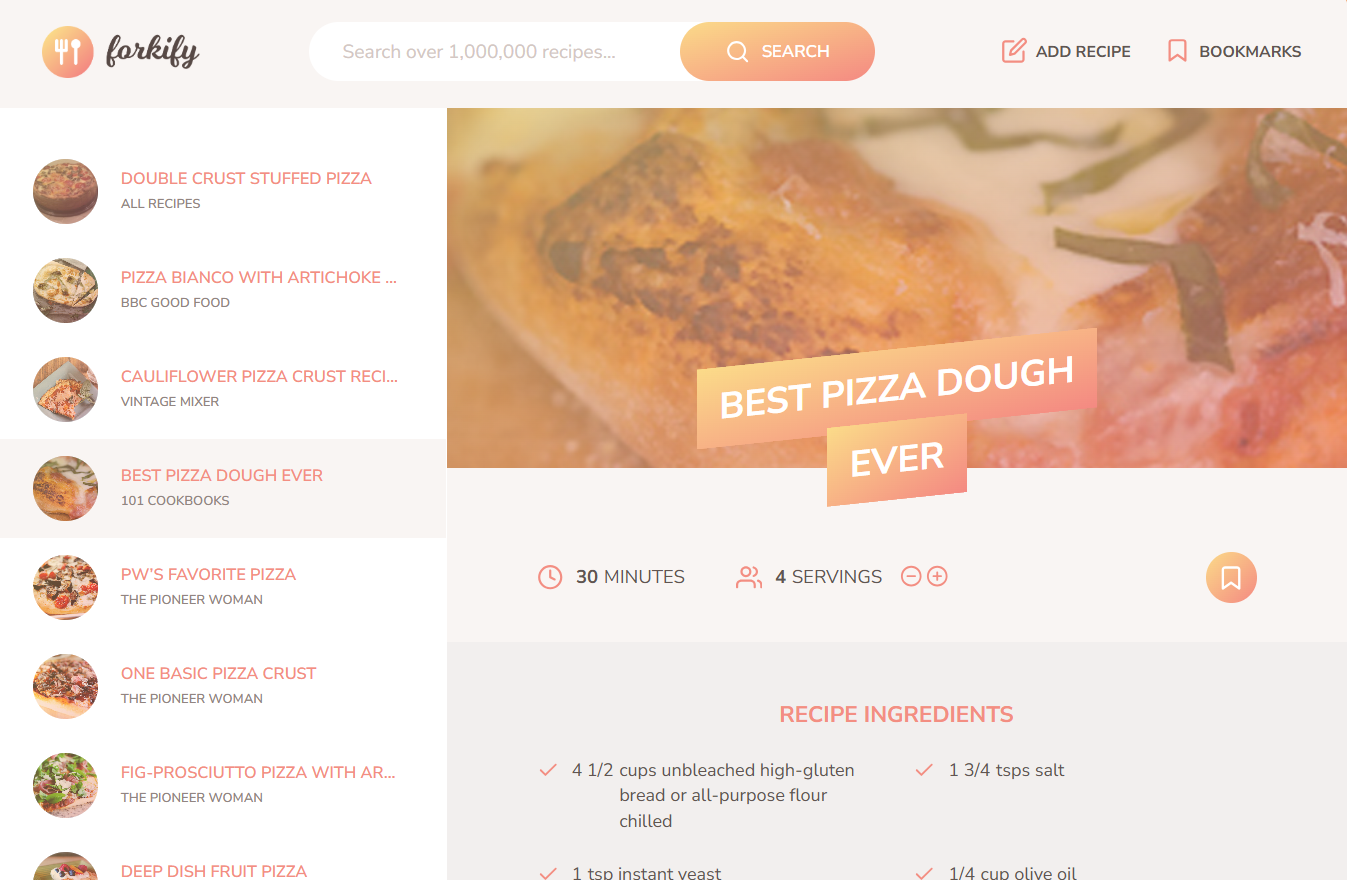 forkify
Search over 1,000,000 recipes...
SEARCH
ADD RECIPE
BOOKMARKS
DOUBLE CRUST STUFFED PIZZA
ALL RECIPES
PIZZA BIANCO WITH ARTICHOKE ...
BBC GOOD FOOD
CAULIFLOWER PIZZA CRUST RECI...
VINTAGE MIXER
BEST PIZZA DOUGH EVER
101 COOKBOOKS
PW'S FAVORITE PIZZA
THE PIONEER WOMAN
ONE BASIC PIZZA CRUST
THE PIONEER WOMAN
FIG-PROSCIUTTO PIZZA WITH AR...
THE PIONEER WOMAN
DEEP DISH FRUIT PIZZA
BEST PIZZA DOUGH
EVER
30 MINUTES
4 SERVINGS
RECIPE INGREDIENTS
4 1/2 cups unbleached high-gluten
bread or all-purpose flour
chilled
1 3/4 tsps salt
1 tsp instant yeast
1/4 cup olive oil